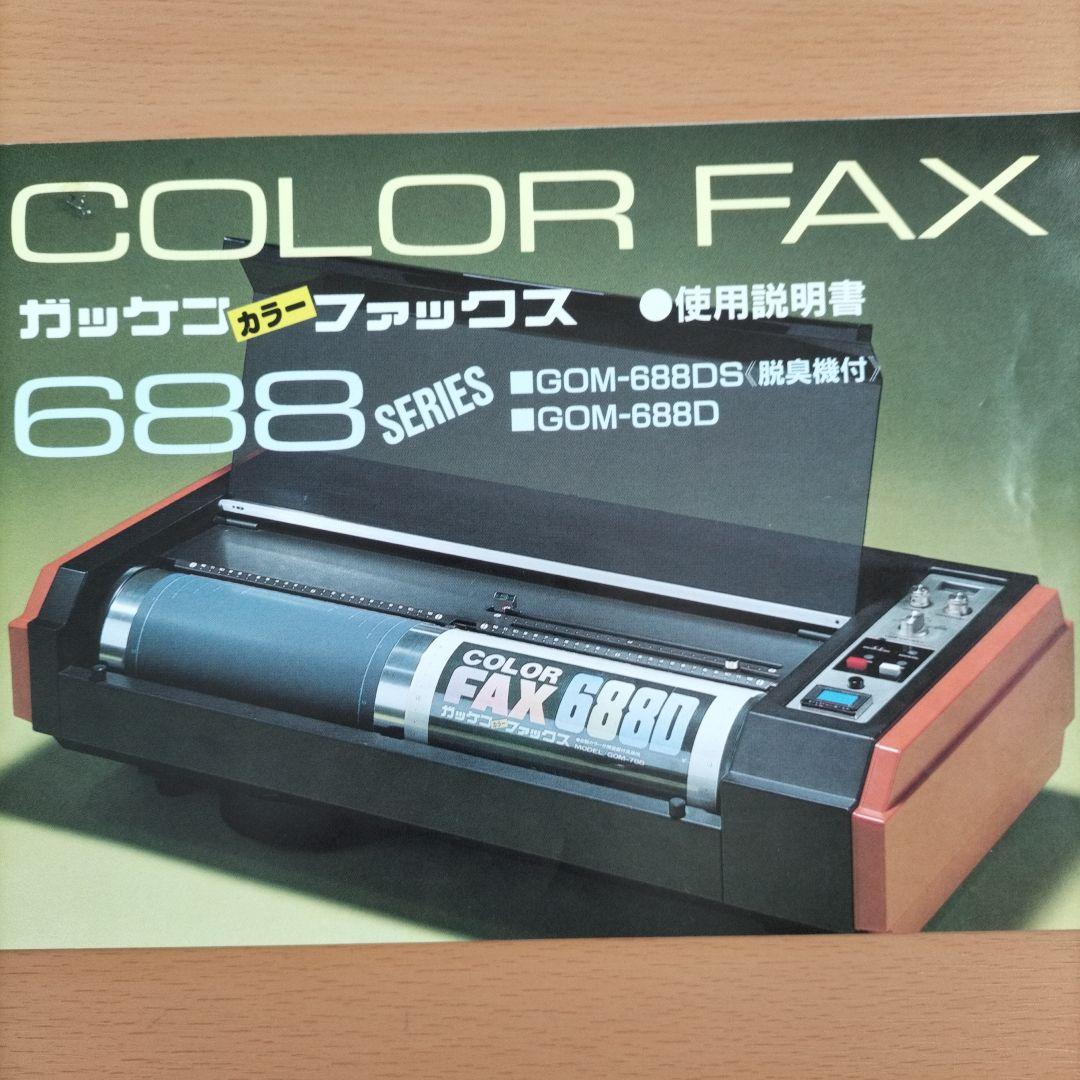 COLOR FAX
ガッケンカラーファックス ●使用説明書
688 SERIES
■GOM-688DS《脱臭機付》
■GOM-688D
COLOR
FAX 688D
ガッケンカラーファックス
MODEL/GOM-788